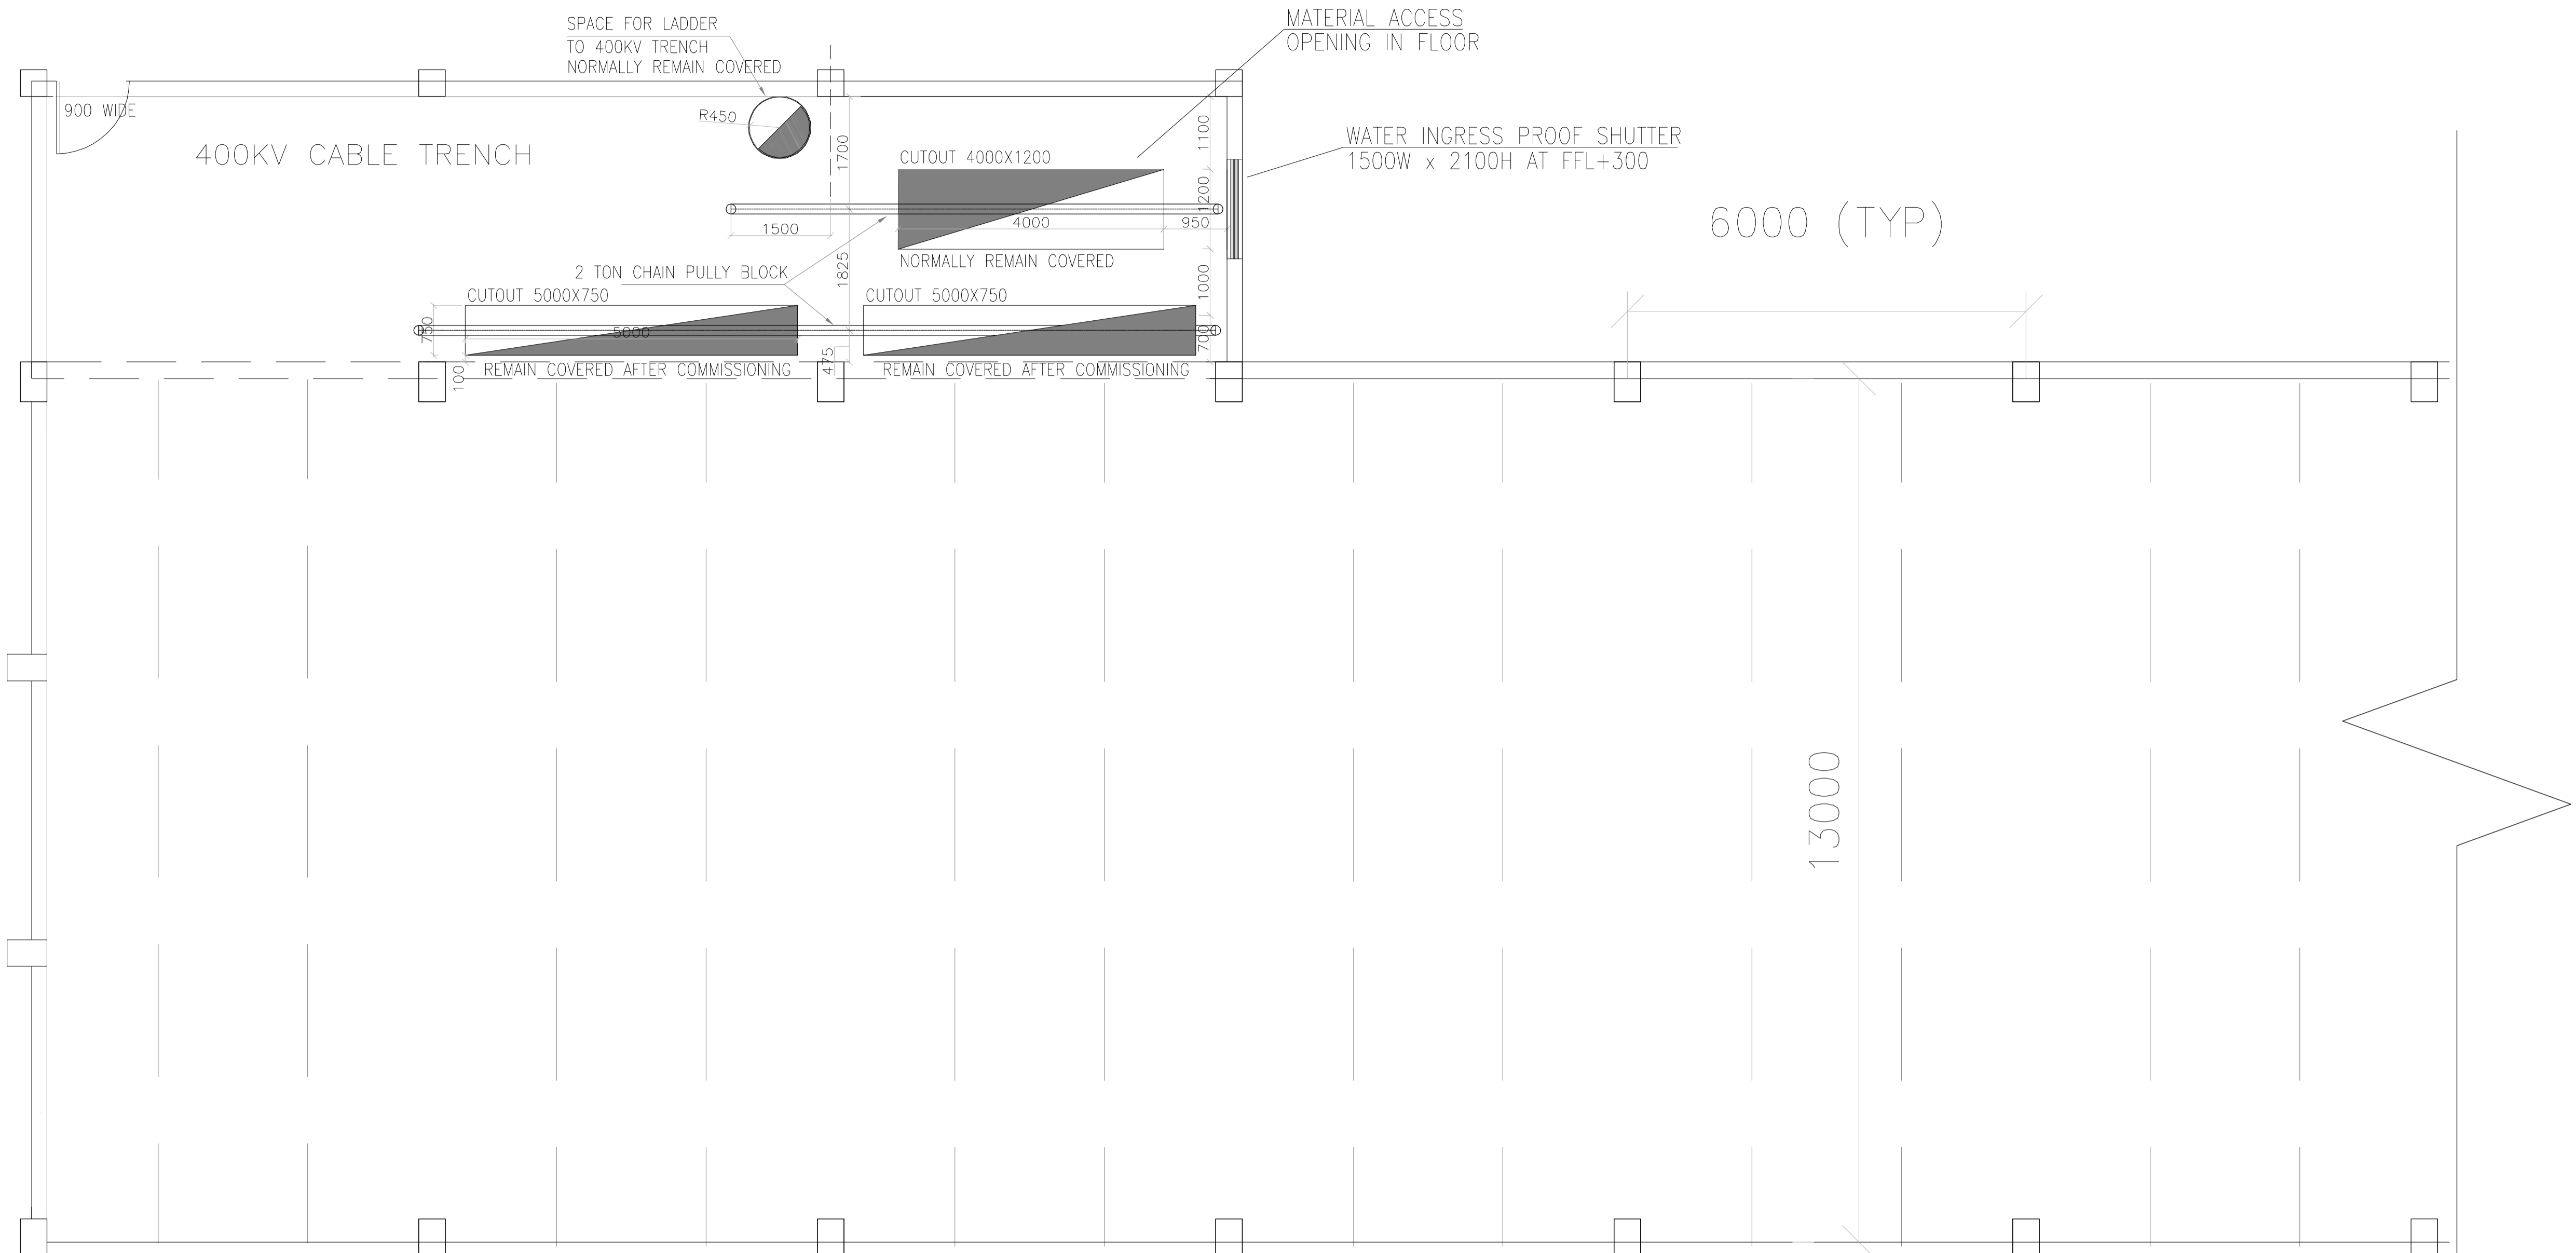 SPACE FOR LADDER
TO 400KV TRENCH
NORMALLY REMAIN COVERED
MATERIAL ACCESS
OPENING IN FLOOR
900 WIDE
R450
400KV CABLE TRENCH
1700
CUTOUT 4000X1200
1100
WATER INGRESS PROOF SHUTTER
1500W x 2100H AT FFL+300
1200
1500
4000
950
6000 (TYP)
NORMALLY REMAIN COVERED
2 TON CHAIN PULLY BLOCK
1825
1000
CUTOUT 5000X750
CUTOUT 5000X750
750
5000
700
475
100
REMAIN COVERED AFTER COMMISSIONING
REMAIN COVERED AFTER COMMISSIONING
13000